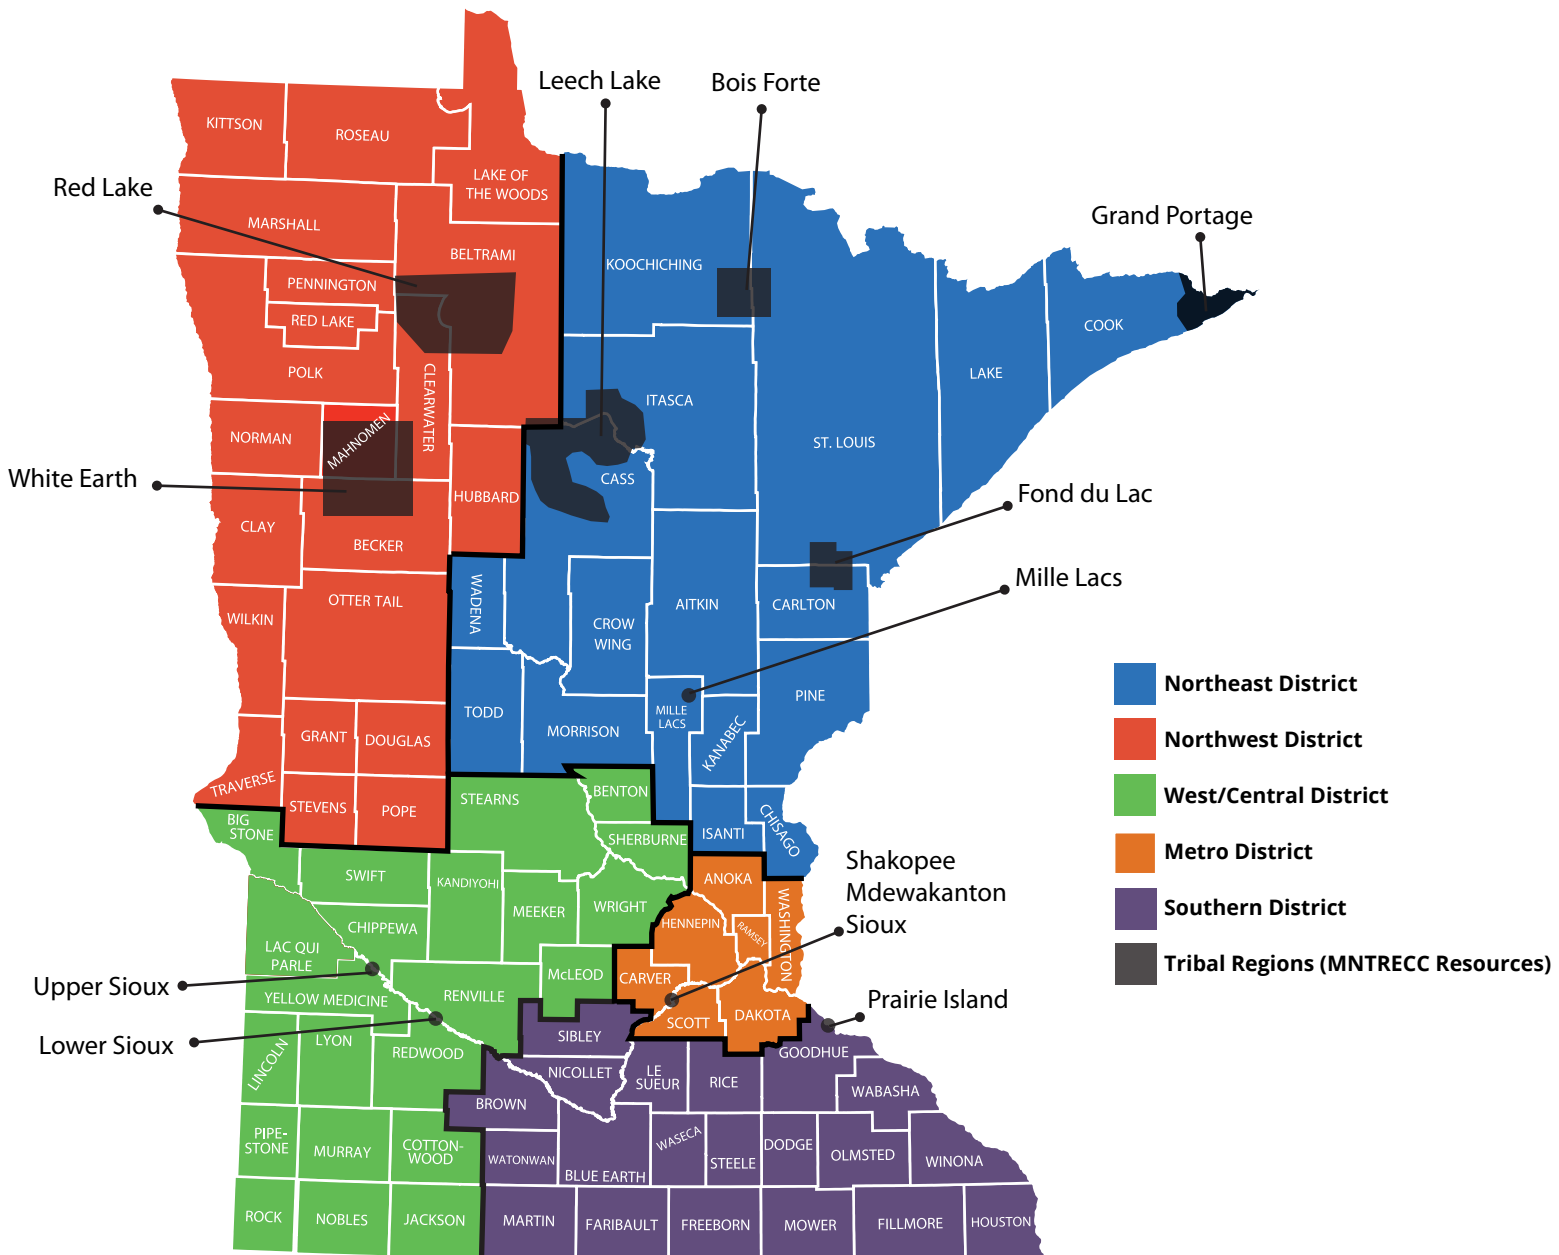 Leech Lake
Bois Forte
Red Lake
Grand Portage
White Earth
Fond du Lac
Mille Lacs
Shakopee
Mdewakanton
Sioux
Prairie Island
Upper Sioux
Lower Sioux
KITTSON
ROSEAU
LAKE OF
THE WOODS
MARSHALL
BELTRAMI
PENNINGTON
RED LAKE
POLK
CLEARWATER
NORMAN
MAHNOMEN
HUBBARD
CLAY
BECKER
WILKIN
OTTER TAIL
GRANT
DOUGLAS
TRAVERSE
STEVENS
POPE
KOOCHICHING
ITASCA
ST. LOUIS
LAKE
COOK
CASS
WADENA
CROW
WING
AITKIN
CARLTON
TODD
MORRISON
MILLE
LACS
KANABEC
PINE
ISANTI
CHISAGO
BIG
STONE
STEARNS
BENTON
SHERBURNE
SWIFT
KANDIYOHI
MEEKER
WRIGHT
CHIPPEWA
LAC QUI
PARLE
McLEOD
RENVILLE
YELLOW MEDICINE
LINCOLN
LYON
REDWOOD
PIPE-
STONE
MURRAY
COTTON-
WOOD
ROCK
NOBLES
JACKSON
ANOKA
WASHINGTON
HENNEPIN
RAMSEY
CARVER
SCOTT
DAKOTA
SIBLEY
NICOLLET
LE
SUEUR
RICE
GOODHUE
WABASHA
BROWN
WATONWAN
BLUE EARTH
WASECA
STEELE
DODGE
OLMSTED
WINONA
MARTIN
FARIBAULT
FREEBORN
MOWER
FILLMORE
HOUSTON
Northeast District
Northwest District
West/Central District
Metro District
Southern District
Tribal Regions (MNTRECC Resources)